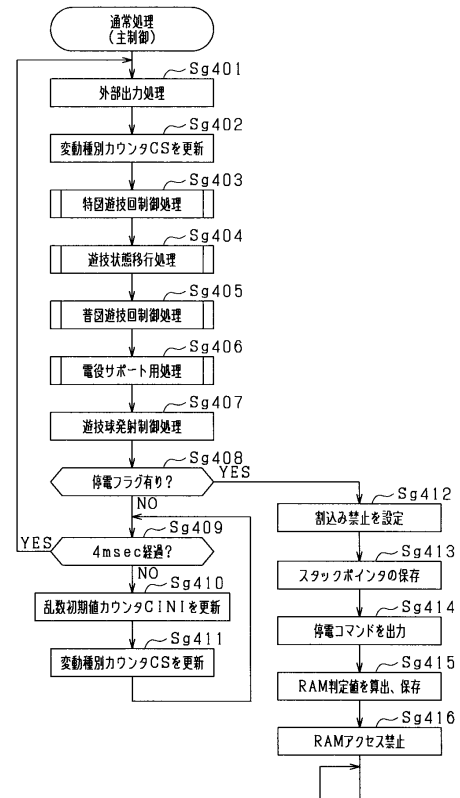 通常処理
(主制御)
Sg401
外部出力処理
Sg402
変動種別カウンタCSを更新
Sg403
特図遊技回制御処理
Sg404
遊技状態移行処理
Sg405
普図遊技回制御処理
Sg406
電役サポート用処理
Sg407
遊技球発射制御処理
Sg408
停電フラグ有り?
YES
NO
Sg409
4msec経過?
YES
NO
Sg410
乱数初期値カウンタCINIを更新
Sg411
変動種別カウンタCSを更新
Sg412
割込み禁止を設定
Sg413
スタックポインタの保存
Sg414
停電コマンドを出力
Sg415
RAM判定値を算出、保存
Sg416
RAMアクセス禁止